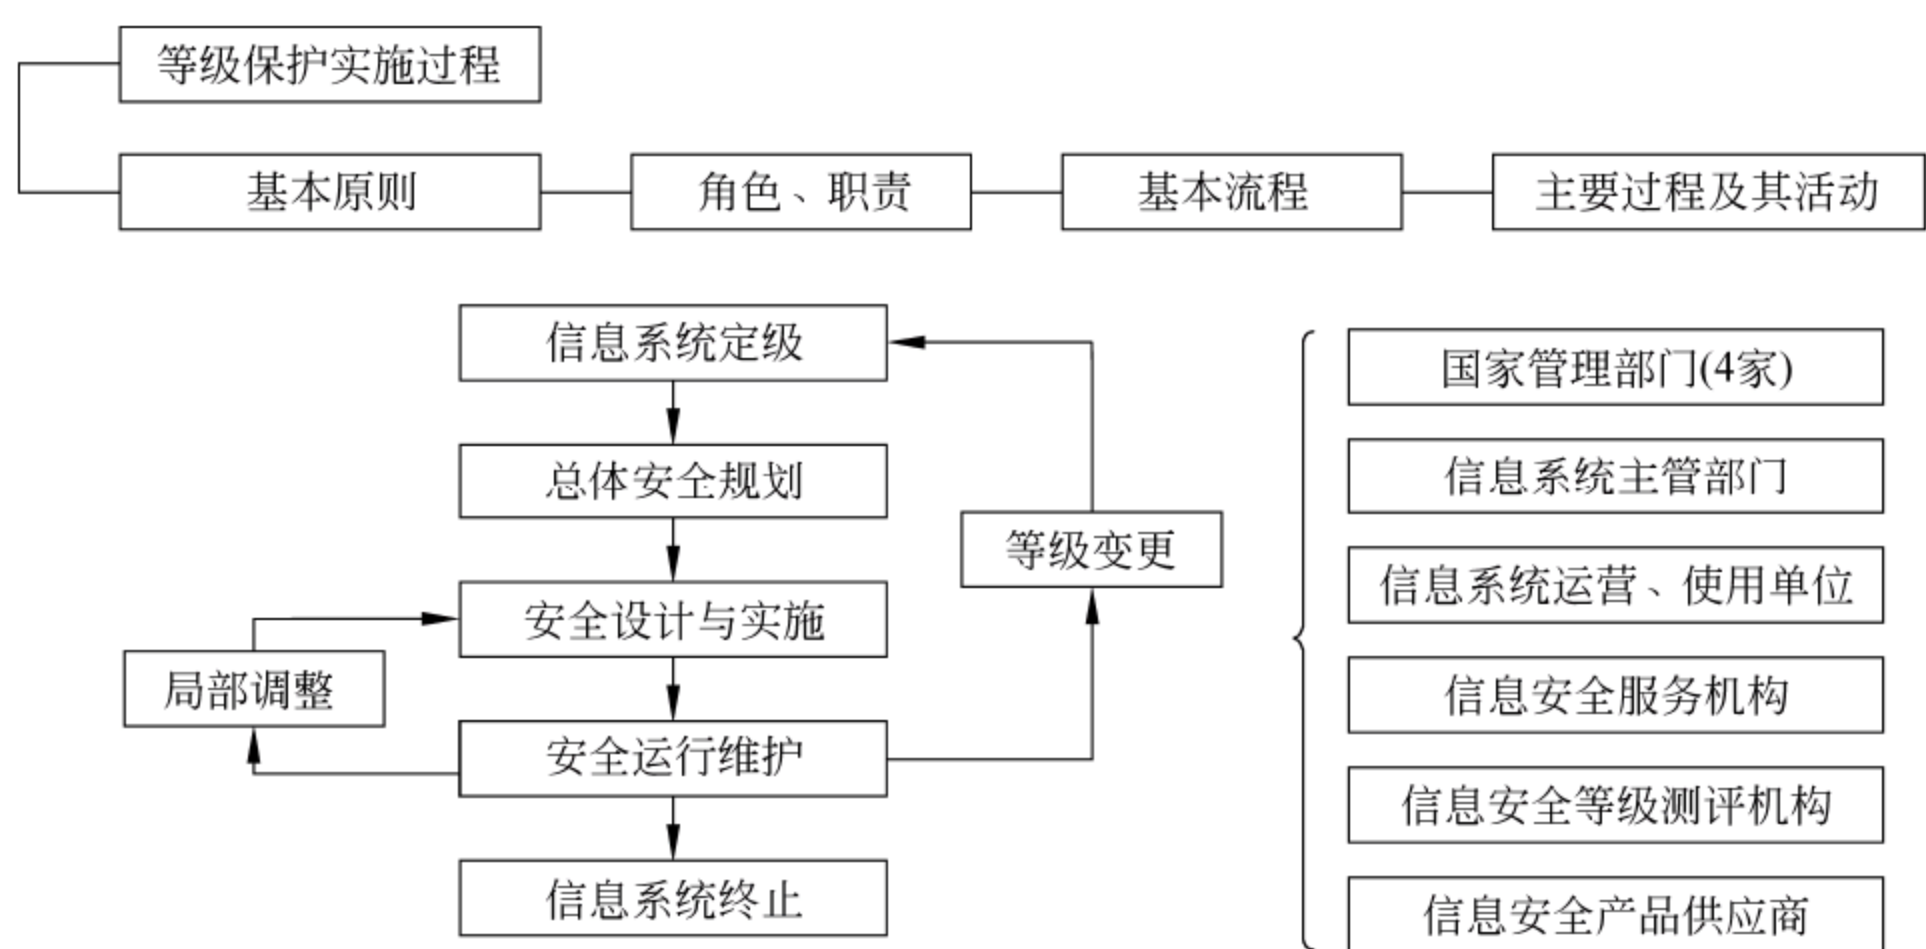 等级保护实施过程
基本原则
角色、职责
基本流程
主要过程及其活动
信息系统定级
总体安全规划
安全设计与实施
安全运行维护
信息系统终止
局部调整
等级变更
国家管理部门(4家)
信息系统主管部门
信息系统运营、使用单位
信息安全服务机构
信息安全等级测评机构
信息安全产品供应商